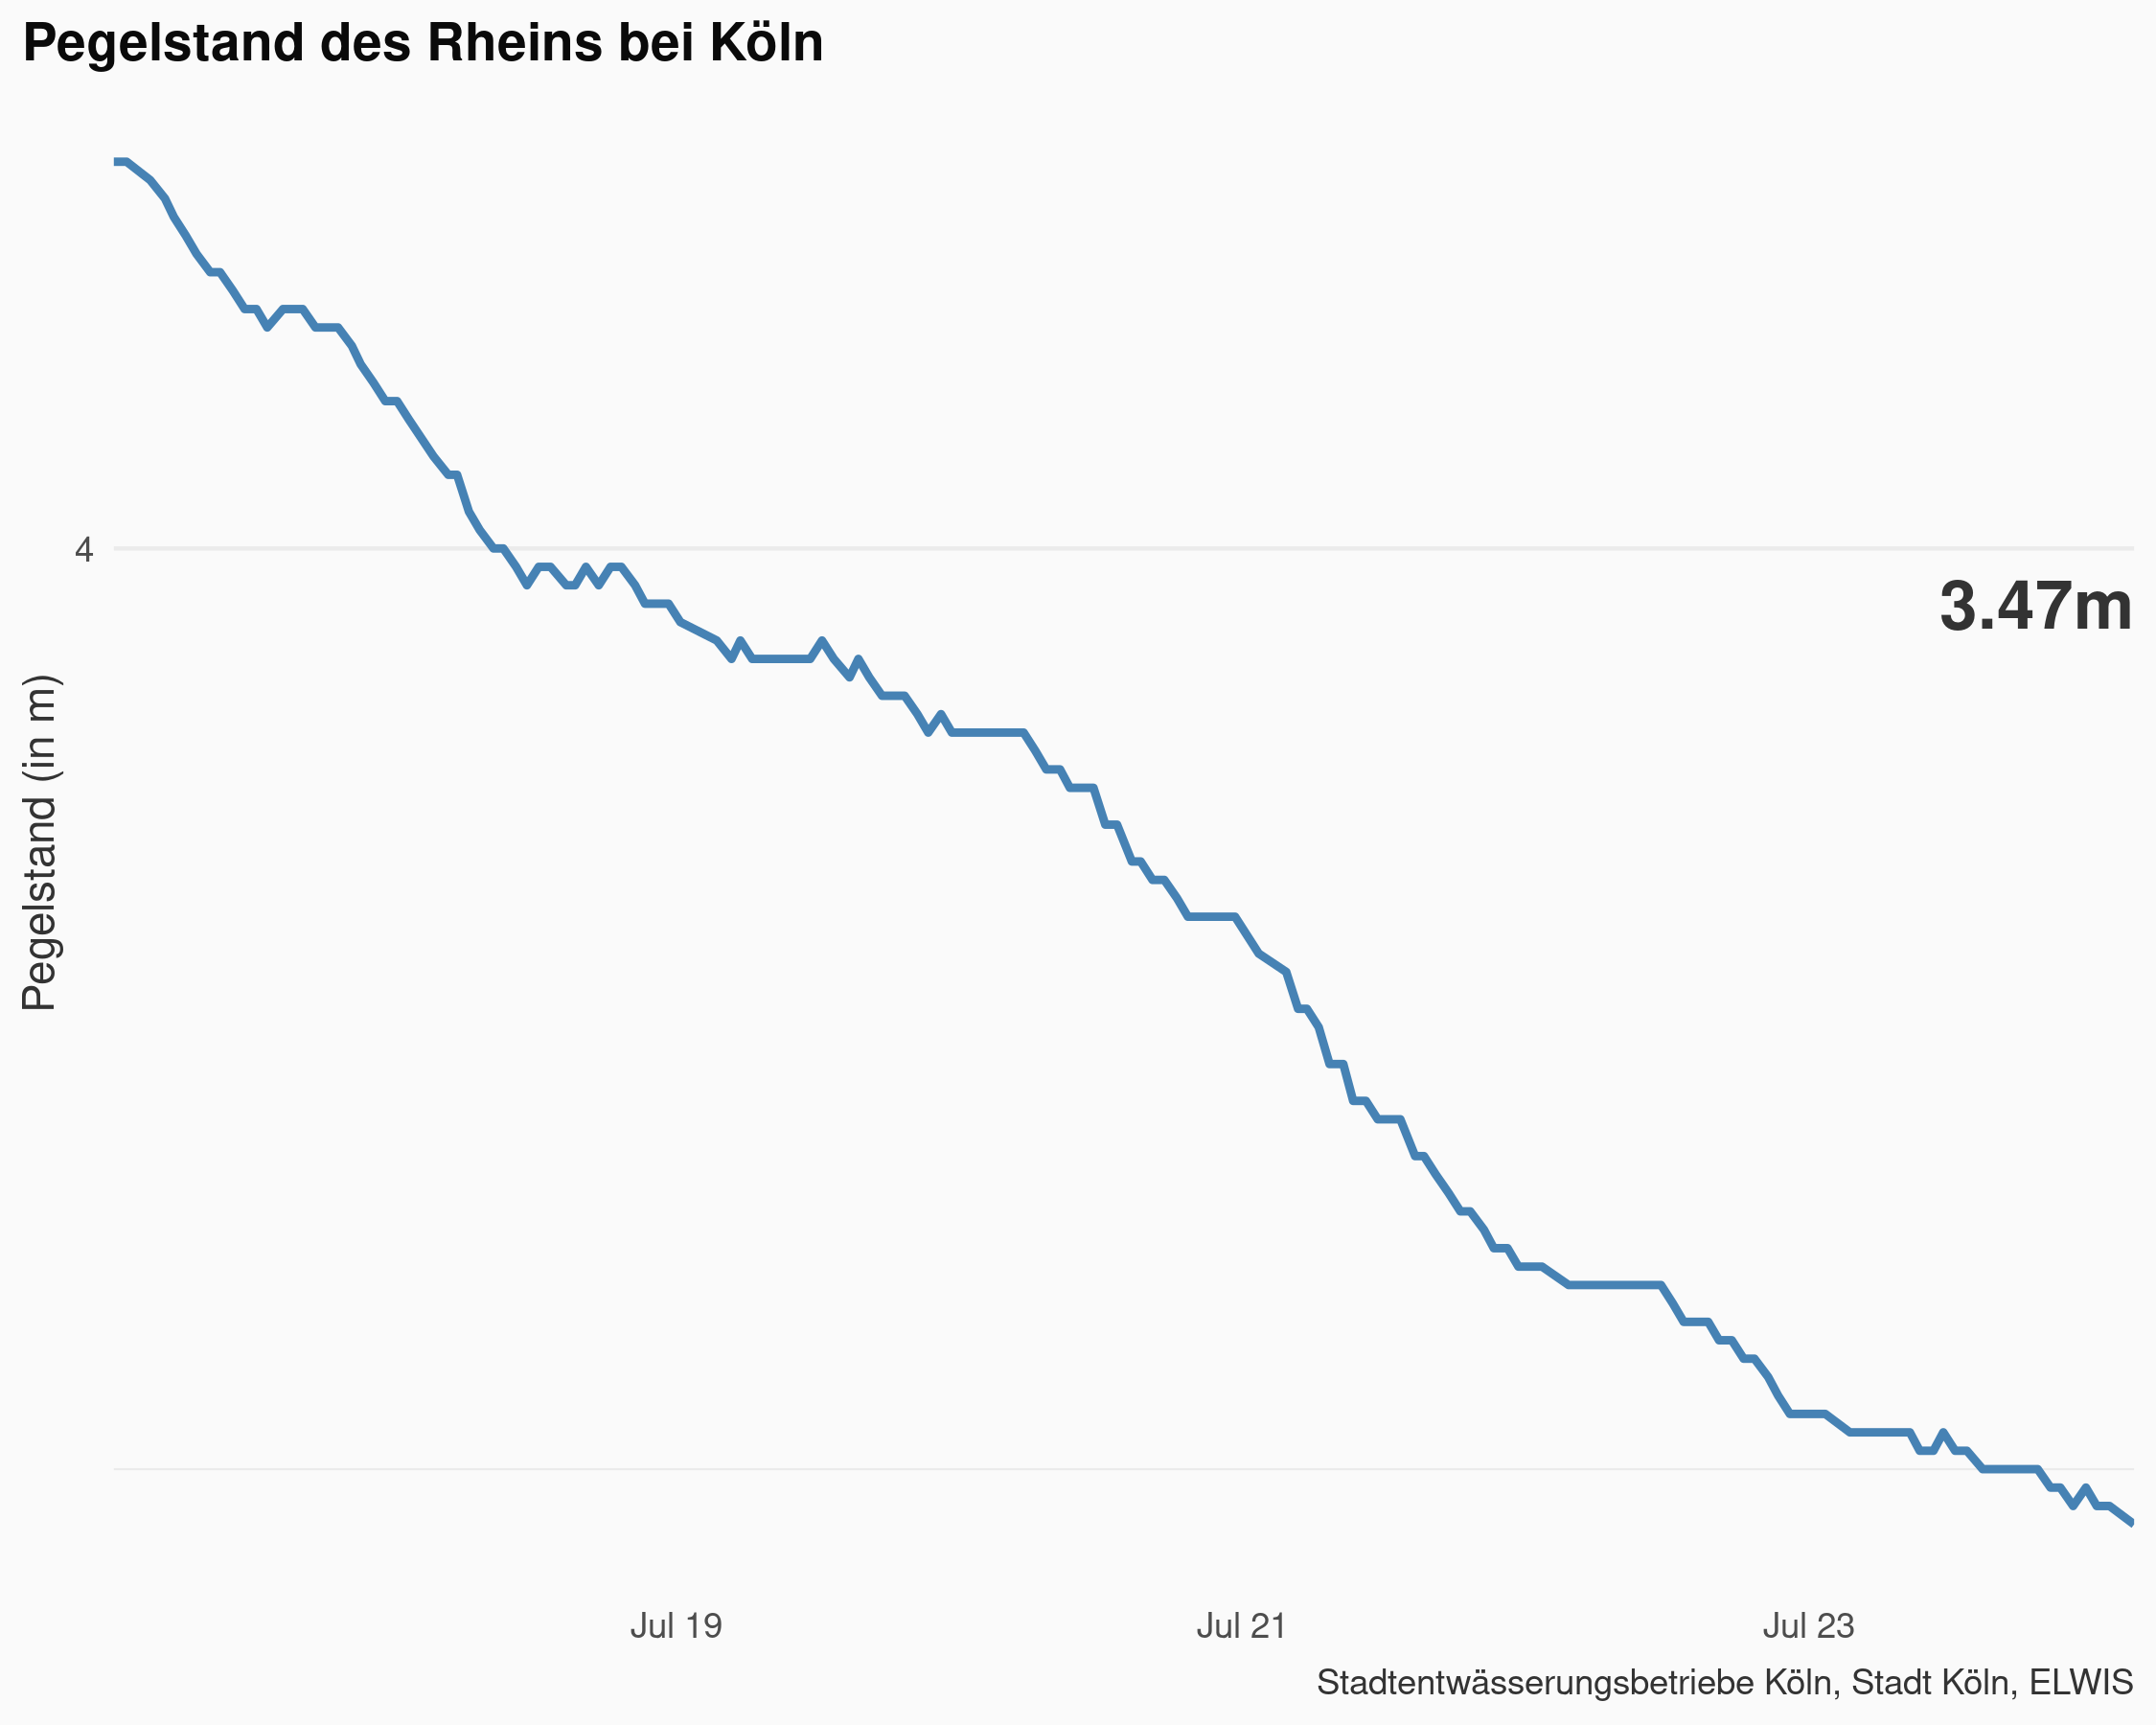 Pegelstand des Rheins bei Köln
Pegelstand (in m)
4
3.47m
Jul 19
Jul 21
Jul 23
Stadtentwässerungsbetriebe Köln, Stadt Köln, ELWIS